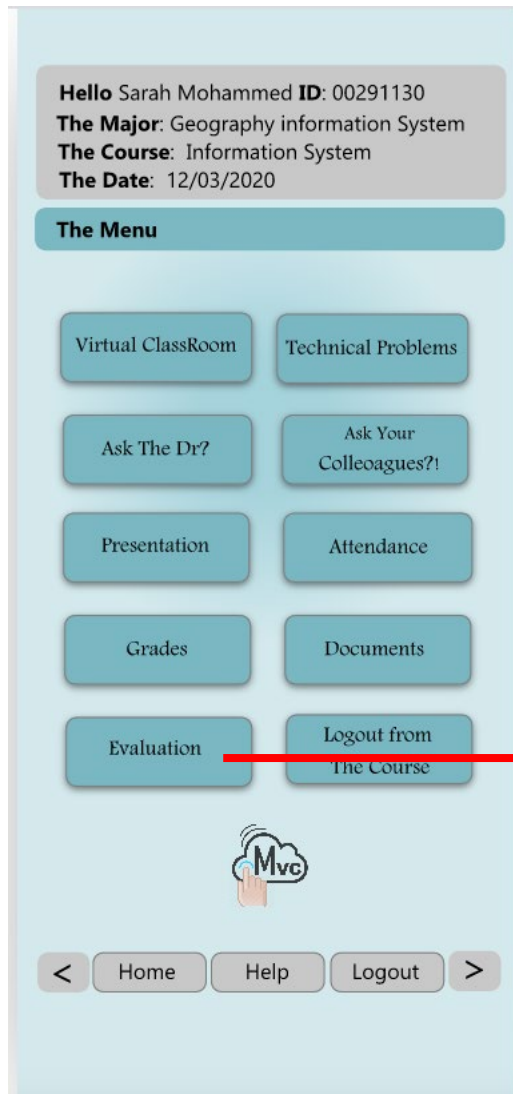 Hello Sarah Mohammed ID: 00291130
The Major: Geography information System
The Course: Information System
The Date: 12/03/2020
The Menu
Virtual ClassRoom
Technical Problems
Ask The Dr?
Ask Your
Colleoagues?!
Presentation
Attendance
Grades
Documents
Evaluation
Logout from
The Course
Mvc
< Home Help Logout >